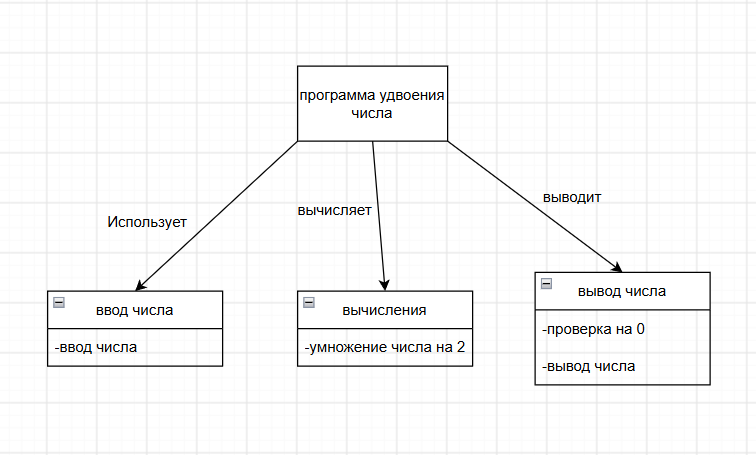 программа удвоения
числа
Использует
вычисляет
выводит
ввод числа
-ввод числа
вычисления
-умножение числа на 2
вывод числа
-проверка на 0
-вывод числа